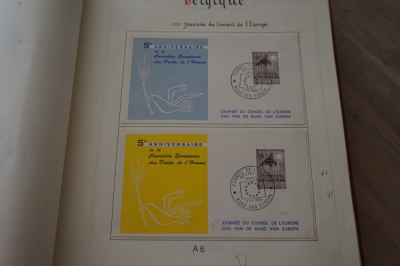 Belgique
Journée du Conseil de l'Europe
5e ANNIVERSAIRE
de la
Convention Européenne
des Droits de l'Homme
JOURNÉE DU CONSEIL DE L'EUROPE
DAG VAN DE RAAD VAN EUROPA
5e ANNIVERSAIRE
de la
Convention Européenne
des Droits de l'Homme
JOURNÉE DU CONSEIL DE L'EUROPE
DAG VAN DE RAAD VAN EUROPA
A6